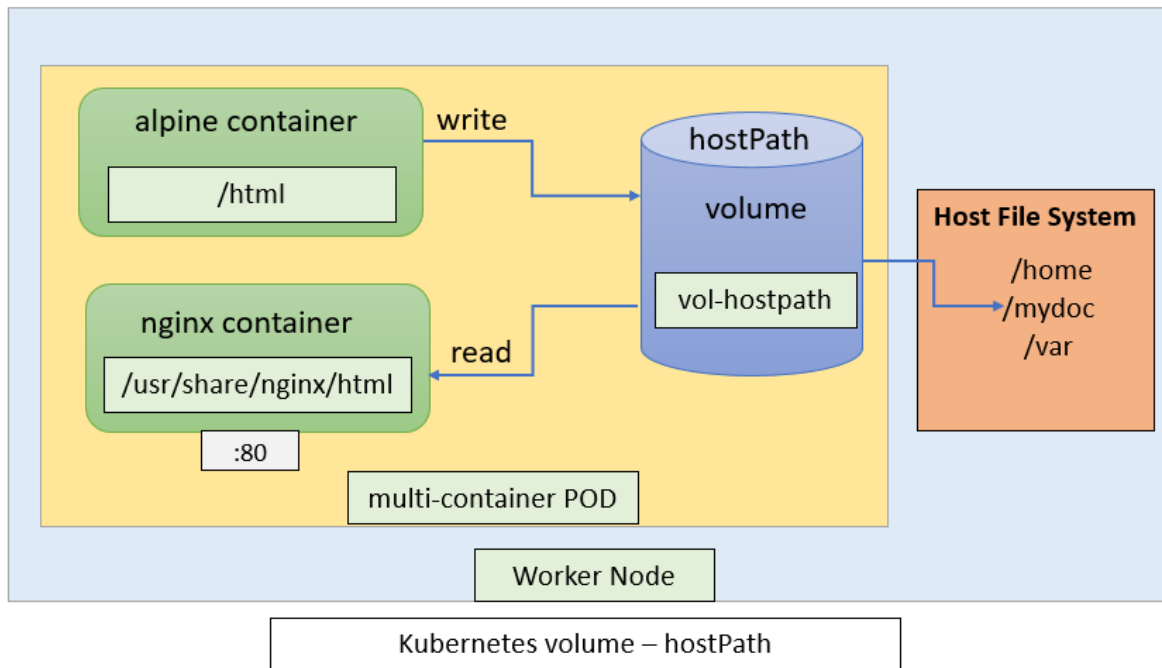 alpine container
/html
write
nginx container
/usr/share/nginx/html
:80
read
hostPath
volume
vol-hostpath
Host File System
/home
/mydoc
/var
multi-container POD
Worker Node
Kubernetes volume – hostPath